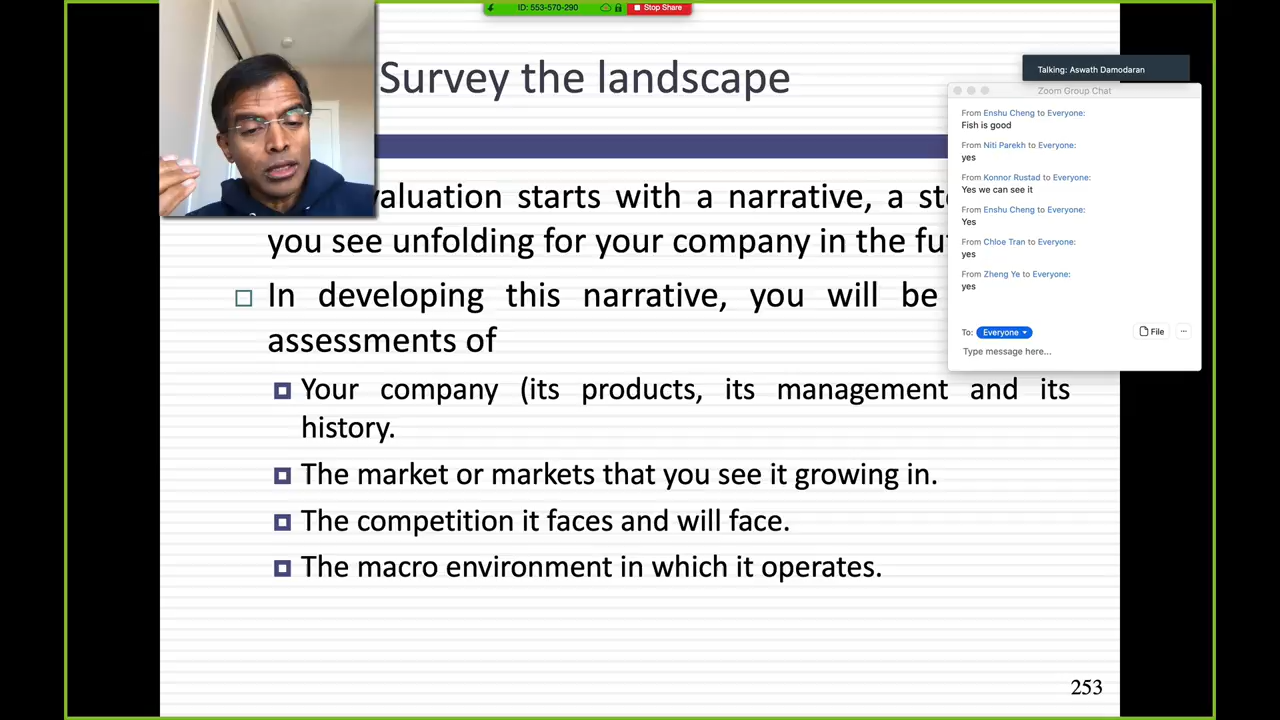 ID: 553-570-290
Stop Share
Survey the landscape
Talking: Aswath Damodaran
Zoom Group Chat
From Enshu Cheng to Everyone:
Fish is good
From Niti Parekh to Everyone:
yes
From Konnor Rustad to Everyone:
Yes we can see it
From Enshu Cheng to Everyone:
Yes
From Chloe Tran to Everyone:
yes
From Zheng Ye to Everyone:
yes
To: Everyone
File
Type message here...
valuation starts with a narrative, a
you see unfolding for your company in the
In developing this narrative, you will be
assessments of
Your company (its products, its management and its
history.
The market or markets that you see it growing in.
The competition it faces and will face.
The macro environment in which it operates.
253